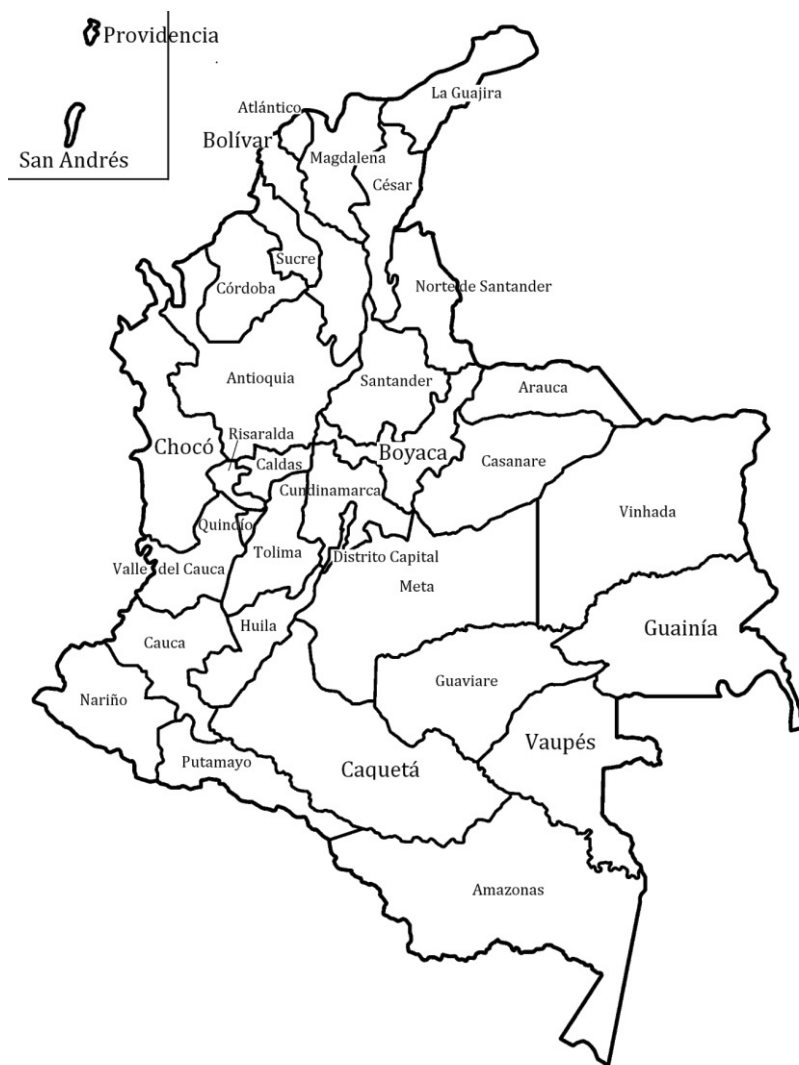 Providencia
San Andrés
La Guajira
Atlántico
Bolívar
Magdalena
César
Sucre
Córdoba
Norte de Santander
Antioquia
Santander
Arauca
Risaralda
Chocó
Caldas
Boyaca
Casanare
Cundinamarca
Vinhada
Quindío
Tolima
Distrito Capital
Valle del Cauca
Meta
Huila
Guainía
Cauca
Guaviare
Nariño
Vaupés
Putamayo
Caquetá
Amazonas